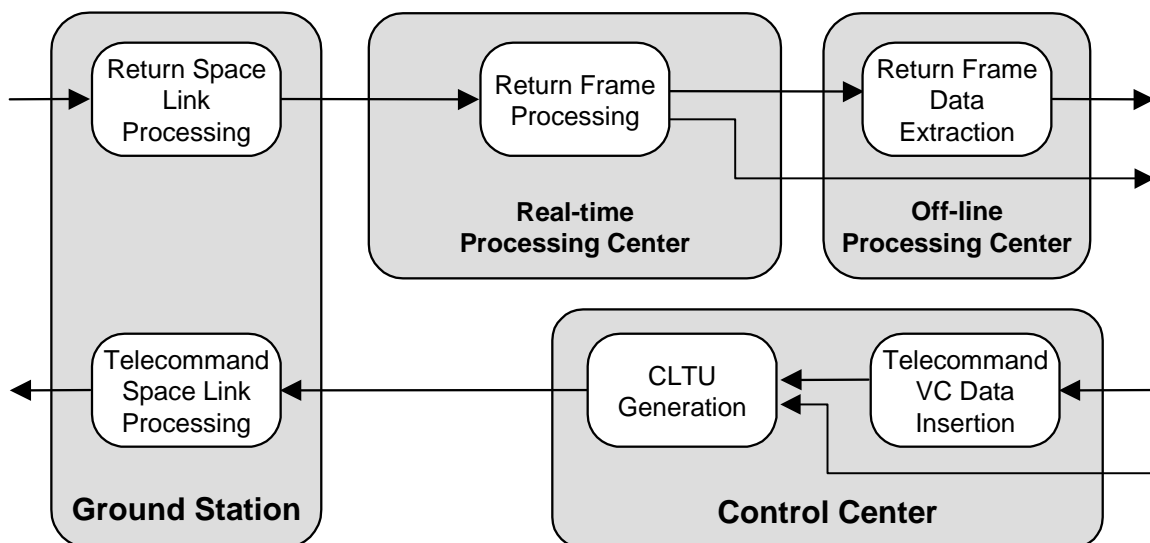 Return Space
Link
Processing
Return Frame
Processing
Return Frame
Data
Extraction
Real-time
Processing Center
Off-line
Processing Center
Telecommand
Space Link
Processing
CLTU
Generation
Telecommand
VC Data
Insertion
Ground Station
Control Center